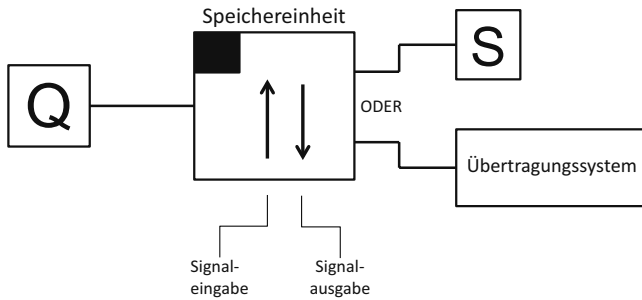 Speichereinheit
Q
S
ODER
Übertragungssystem
Signal-
eingabe
Signal-
ausgabe